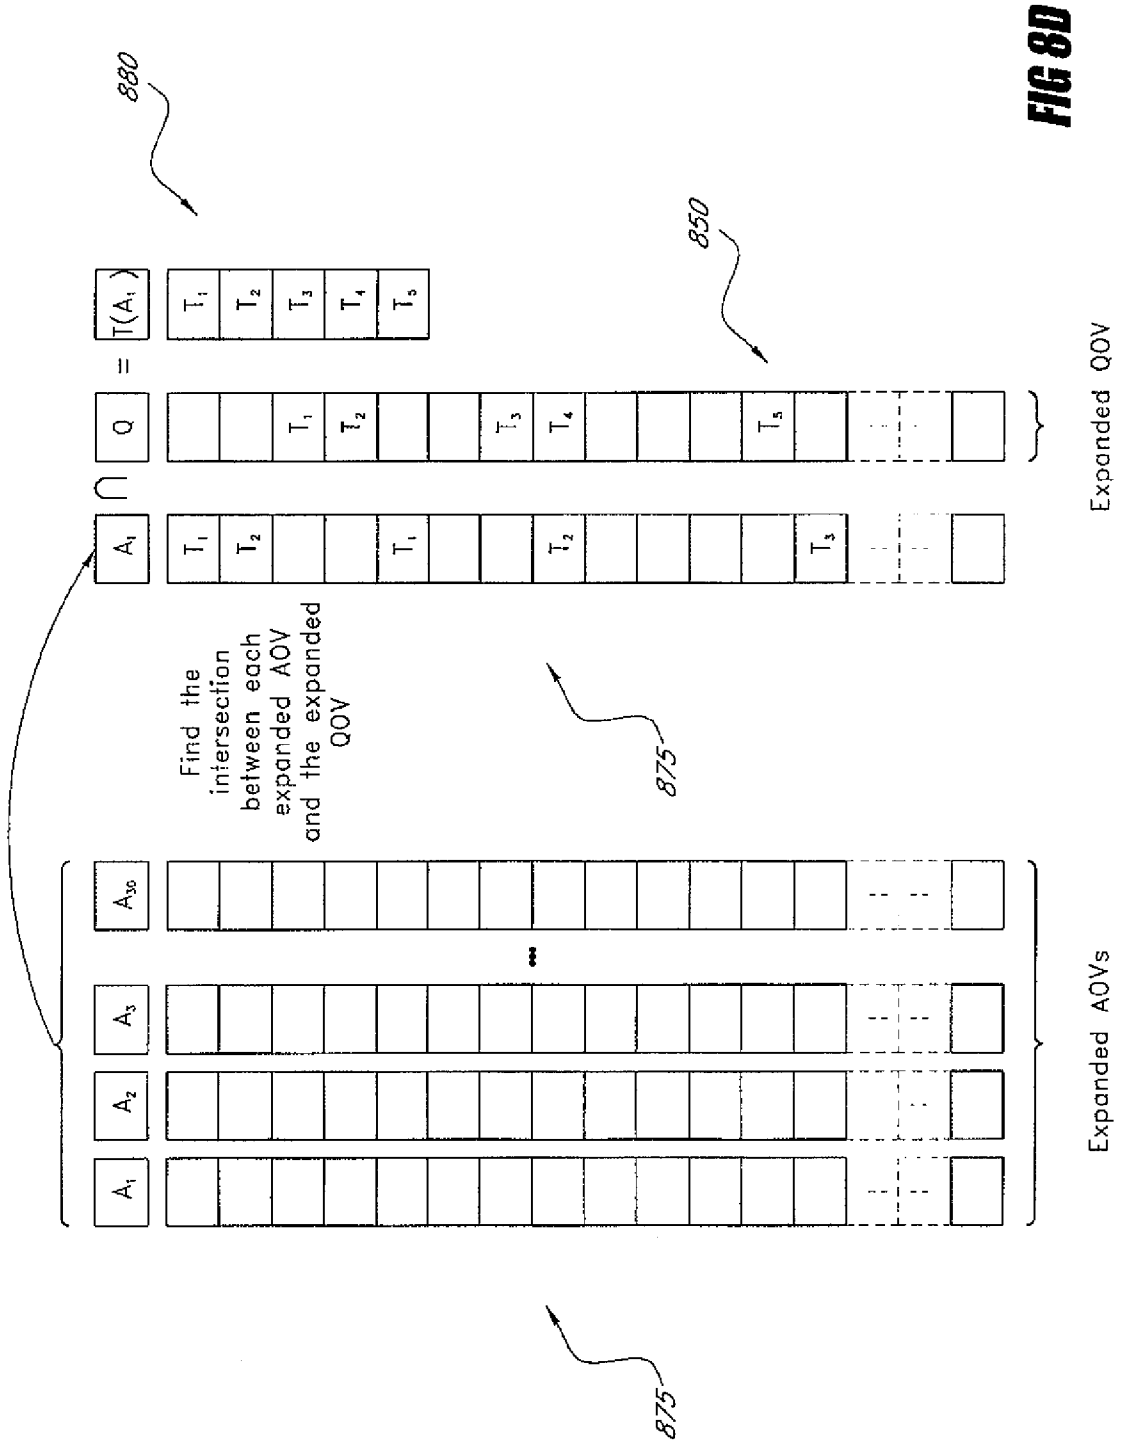 A₁
A₂
A₃
•••
A₃₀
Find the
intersection
between each
expanded AOV
and the expanded
QOV
A₁ ∩ Q = T(A₁)
T₁ T₁
T₂ T₂
T₁ T₃
T₂ T₄
T₁ T₅
T₃
T₂ T₄
T₅
T₃
875
875
850
880
Expanded AOVs
Expanded QOV
FIG 8D